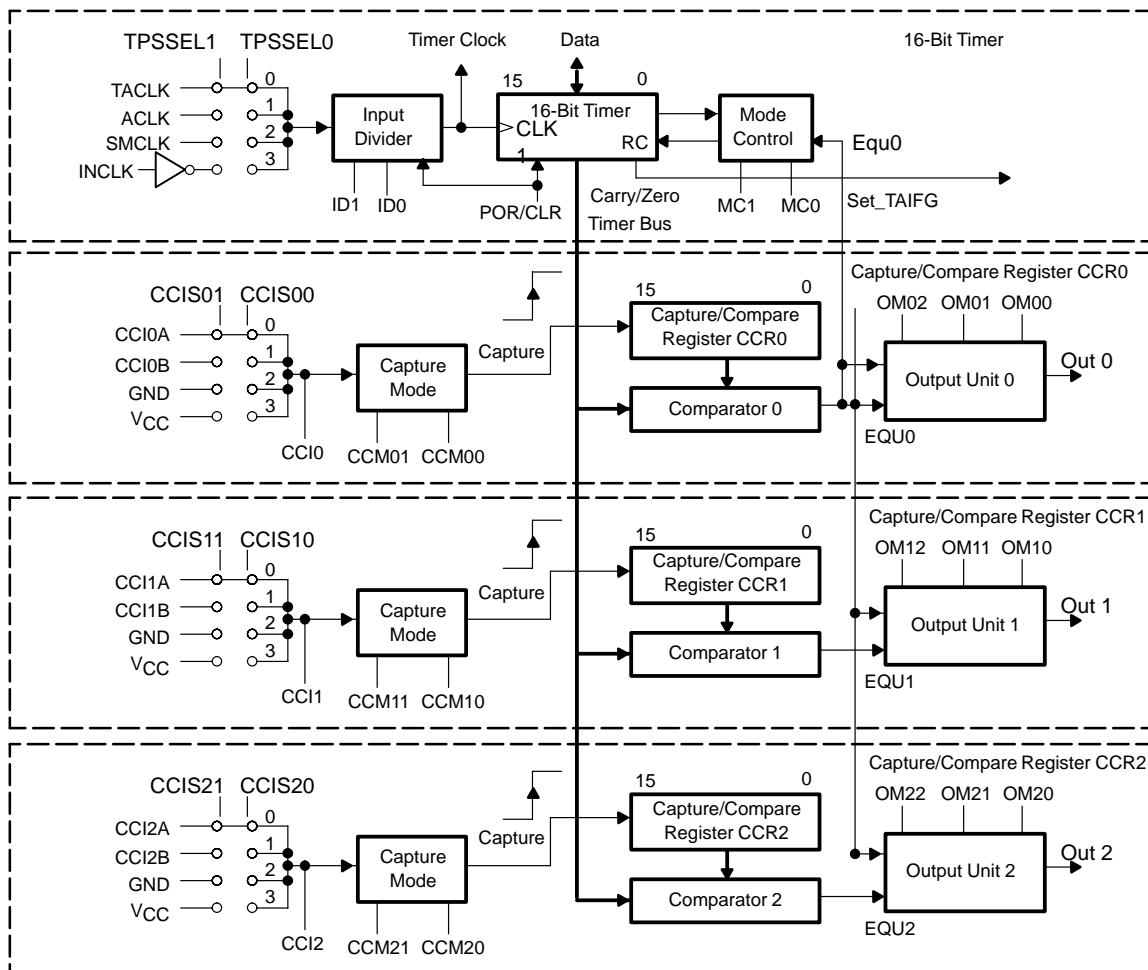 TPSSEL1 TPSSEL0 Timer Clock Data 16-Bit Timer
TACLK 0
ACLK 1
SMCLK 2
INCLK 3
Input
Divider
ID1 ID0
15 0
16-Bit Timer
CLK
RC
1
POR/CLR
Carry/Zero
Timer Bus
Mode
Control
MC1 MC0
Equ0
Set_TAIFG
Capture/Compare Register CCR0
CCIS01 CCIS00
CCI0A 0
CCI0B 1
GND 2
VCC 3
CCI0
Capture
Mode
CCM01 CCM00
Capture
15 0
Capture/Compare
Register CCR0
Comparator 0
EQU0
OM02 OM01 OM00
Output Unit 0
Out 0
Capture/Compare Register CCR1
CCIS11 CCIS10
CCI1A 0
CCI1B 1
GND 2
VCC 3
CCI1
Capture
Mode
CCM11 CCM10
Capture
15 0
Capture/Compare
Register CCR1
Comparator 1
EQU1
OM12 OM11 OM10
Output Unit 1
Out 1
Capture/Compare Register CCR2
CCIS21 CCIS20
CCI2A 0
CCI2B 1
GND 2
VCC 3
CCI2
Capture
Mode
CCM21 CCM20
Capture
15 0
Capture/Compare
Register CCR2
Comparator 2
EQU2
OM22 OM21 OM20
Output Unit 2
Out 2